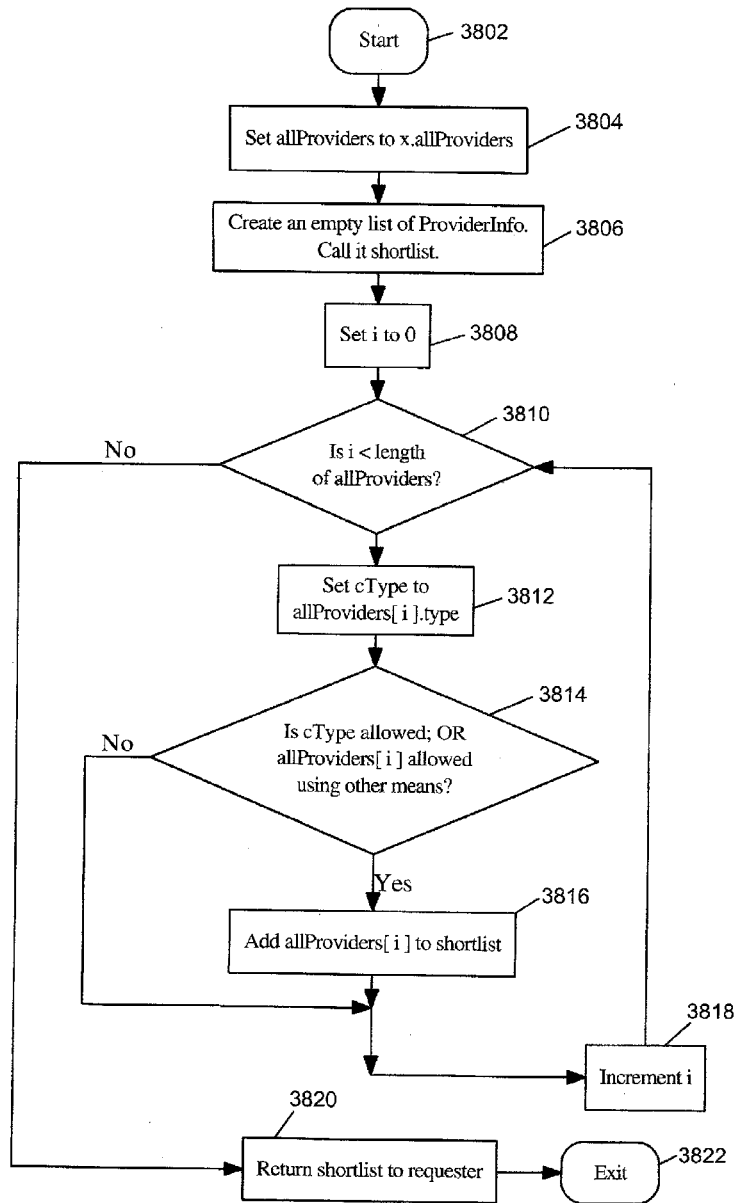 Start
3802
Set allProviders to x.allProviders
3804
Create an empty list of ProviderInfo.
Call it shortlist.
3806
Set i to 0
3808
3810
No
Is i < length
of allProviders?
Set cType to
allProviders[ i ].type
3812
3814
No
Is cType allowed; OR
allProviders[ i ] allowed
using other means?
Yes
3816
Add allProviders[ i ] to shortlist
3818
Increment i
3820
Return shortlist to requester
Exit
3822